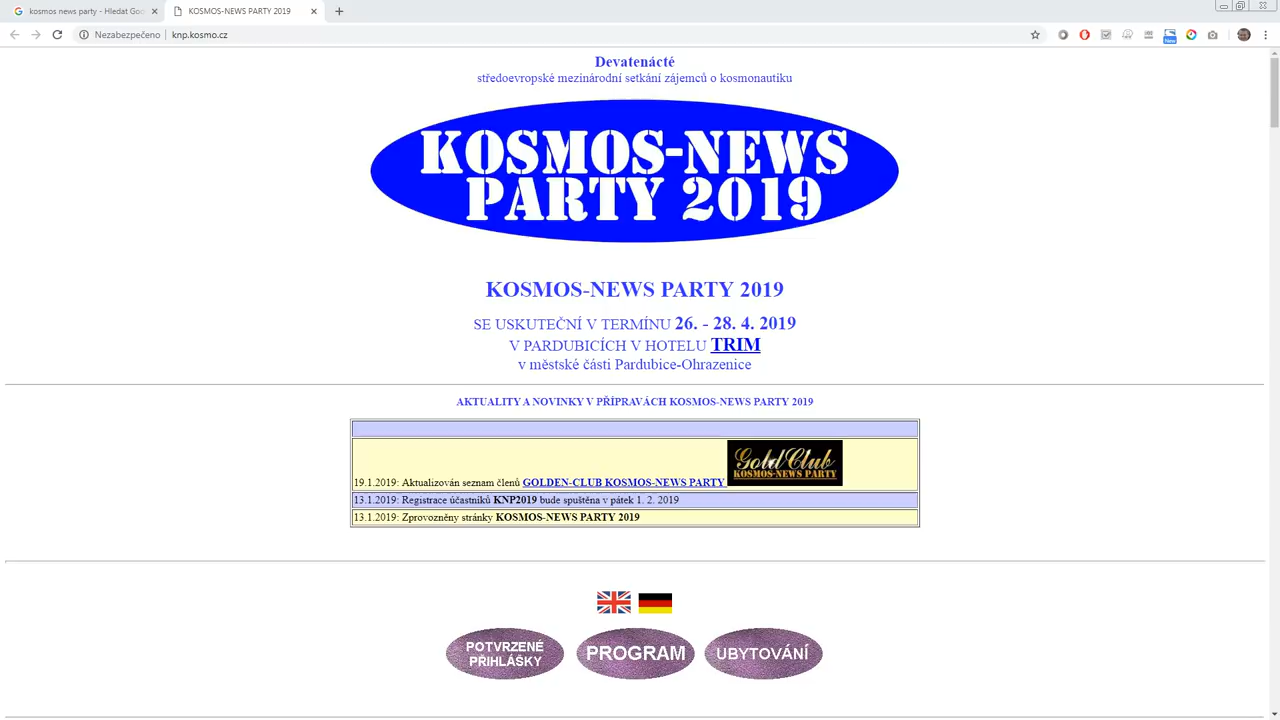 kosmos news party - Hledat Goo
KOSMOS-NEWS PARTY 2019
Nezabezpečeno
knp.kosmo.cz
New
Devatenácté
středoevropské mezinárodní setkání zájemců o kosmonautiku
KOSMOS-NEWS
PARTY 2019
KOSMOS-NEWS PARTY 2019
SE USKUTEČNÍ V TERMÍNU 26. - 28. 4. 2019
V PARDUBICÍCH V HOTELU TRIM
v městské části Pardubice-Ohrazenice
AKTUALITY A NOVINKY V PŘÍPRAVÁCH KOSMOS-NEWS PARTY 2019
Gold Club
KOSMOS-NEWS PARTY
19.1.2019: Aktualizován seznam členů GOLDEN-CLUB KOSMOS-NEWS PARTY
13.1.2019: Registrace účastníků KNP2019 bude spuštěna v pátek 1. 2. 2019
13.1.2019: Zprovozněny stránky KOSMOS-NEWS PARTY 2019
POTVRZENÉ
PŘIHLÁŠKY
PROGRAM
UBYTOVÁNÍ